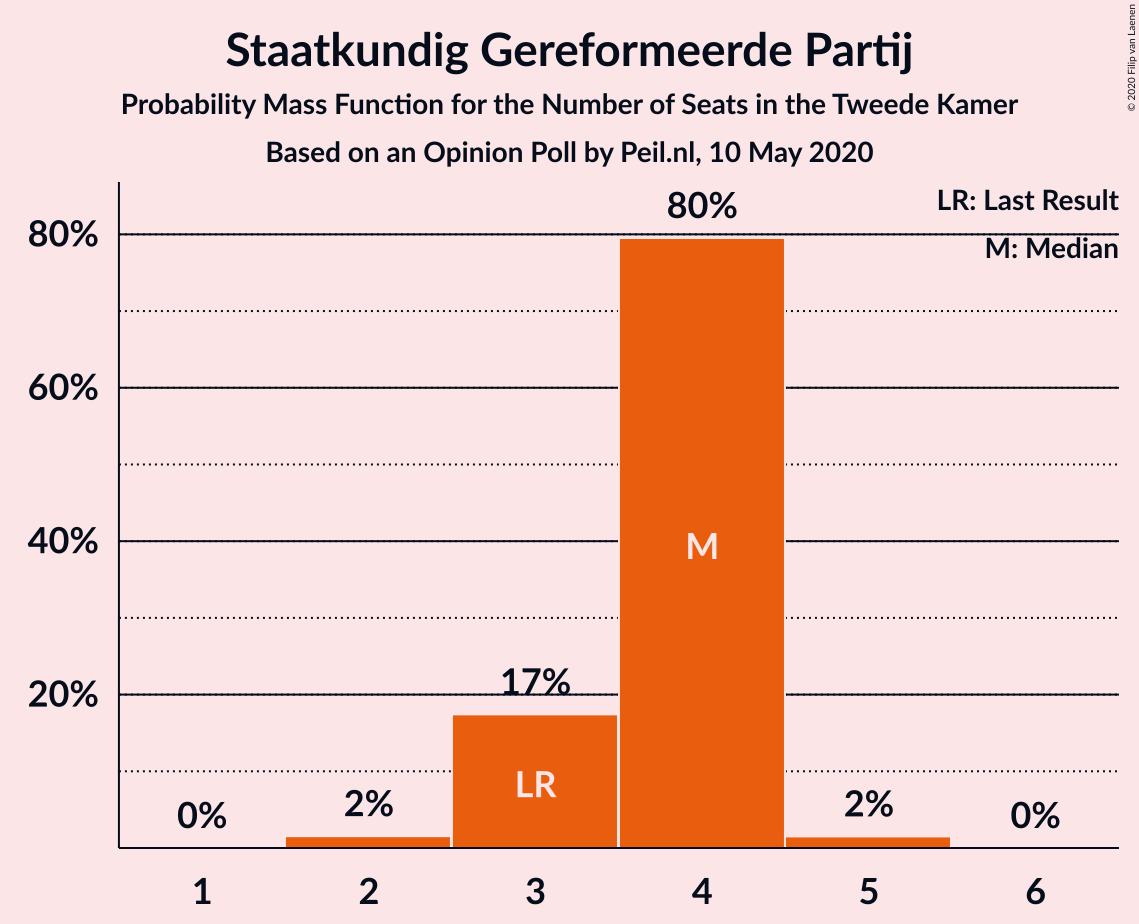 Staatkundig Gereformeerde Partij
Probability Mass Function for the Number of Seats in the Tweede Kamer
Based on an Opinion Poll by Peil.nl, 10 May 2020
© 2020 Filip van Laenen
LR: Last Result
M: Median
80%
60%
40%
20%
0%
2%
17%
80%
2%
0%
LR
M
1 2 3 4 5 6